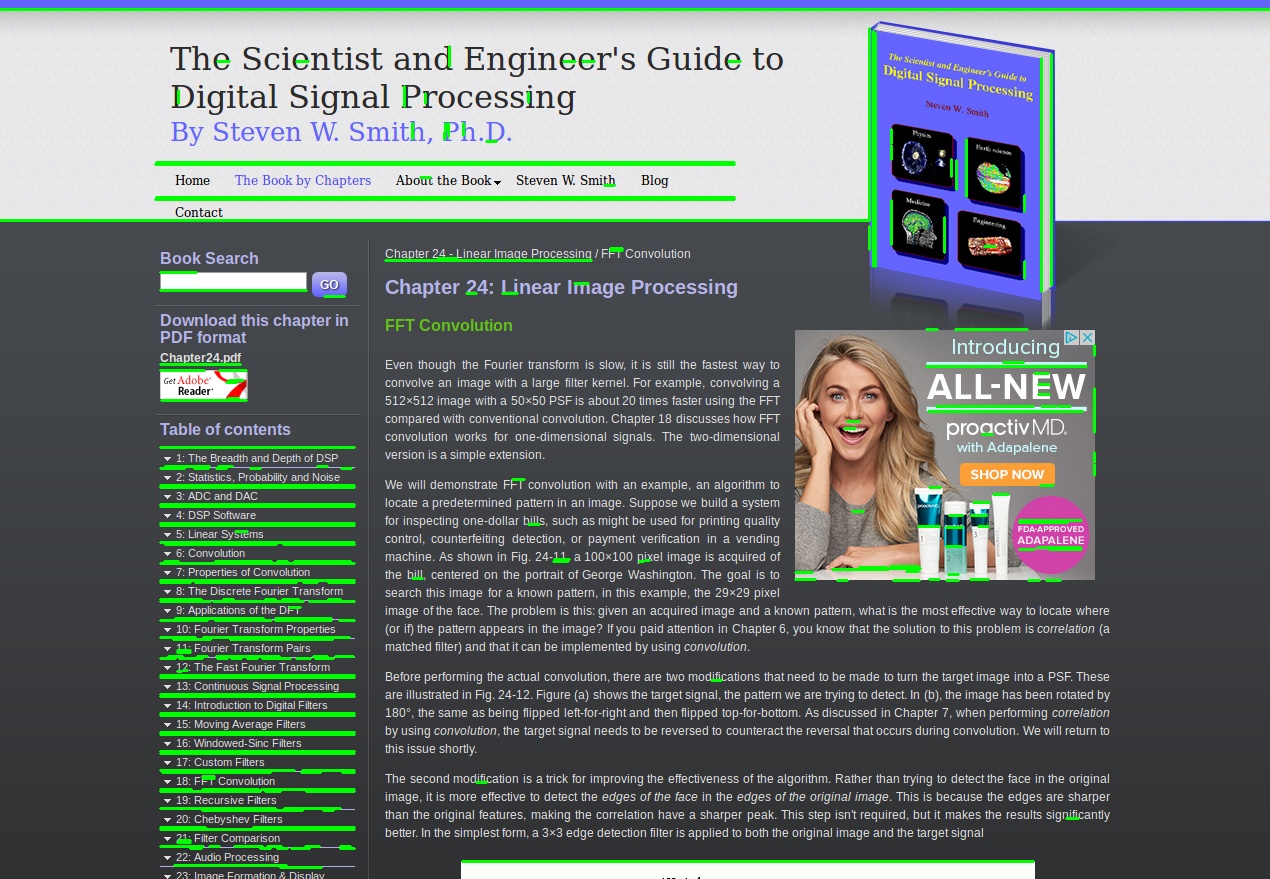 The Scientist and Engineer's Guide to
Digital Signal Processing
By Steven W. Smith, Ph.D.
The Scientist and Engineer's Guide to
Digital Signal Processing
Steven W. Smith
Physics
Earth science
Medicine
Engineering
Home
The Book by Chapters
About the Book
Steven W. Smith
Blog
Contact
Book Search
GO
Download this chapter in
PDF format
Chapter24.pdf
Get Adobe
Reader
Table of contents
1: The Breadth and Depth of DSP
2: Statistics, Probability and Noise
3: ADC and DAC
4: DSP Software
5: Linear Systems
6: Convolution
7: Properties of Convolution
8: The Discrete Fourier Transform
9: Applications of the DFT
10: Fourier Transform Properties
11: Fourier Transform Pairs
12: The Fast Fourier Transform
13: Continuous Signal Processing
14: Introduction to Digital Filters
15: Moving Average Filters
16: Windowed-Sinc Filters
17: Custom Filters
18: FFT Convolution
19: Recursive Filters
20: Chebyshev Filters
21: Filter Comparison
22: Audio Processing
23: Image Formation & Display
Chapter 24 - Linear Image Processing / FFT Convolution
Chapter 24: Linear Image Processing
FFT Convolution
Even though the Fourier transform is slow, it is still the fastest way to
convolve an image with a large filter kernel. For example, convolving a
512×512 image with a 50×50 PSF is about 20 times faster using the FFT
compared with conventional convolution. Chapter 18 discusses how FFT
convolution works for one-dimensional signals. The two-dimensional
version is a simple extension.
We will demonstrate FFT convolution with an example, an algorithm to
locate a predetermined pattern in an image. Suppose we build a system
for inspecting one-dollar bills, such as might be used for printing quality
control, counterfeiting detection, or payment verification in a vending
machine. As shown in Fig. 24-11, a 100×100 pixel image is acquired of
the bill, centered on the portrait of George Washington. The goal is to
search this image for a known pattern, in this example, the 29×29 pixel
image of the face. The problem is this: given an acquired image and a known pattern, what is the most effective way to locate where
(or if) the pattern appears in the image? If you paid attention in Chapter 6, you know that the solution to this problem is correlation (a
matched filter) and that it can be implemented by using convolution.
Before performing the actual convolution, there are two modifications that need to be made to turn the target image into a PSF. These
are illustrated in Fig. 24-12. Figure (a) shows the target signal, the pattern we are trying to detect. In (b), the image has been rotated by
180°, the same as being flipped left-for-right and then flipped top-for-bottom. As discussed in Chapter 7, when performing correlation
by using convolution, the target signal needs to be reversed to counteract the reversal that occurs during convolution. We will return to
this issue shortly.
The second modification is a trick for improving the effectiveness of the algorithm. Rather than trying to detect the face in the original
image, it is more effective to detect the edges of the face in the edges of the original image. This is because the edges are sharper
than the original features, making the correlation have a sharper peak. This step isn't required, but it makes the results significantly
better. In the simplest form, a 3×3 edge detection filter is applied to both the original image and the target signal
Introducing
ALL-NEW
proactivMD.
with Adapalene
SHOP NOW
FDA-APPROVED
ADAPALENE